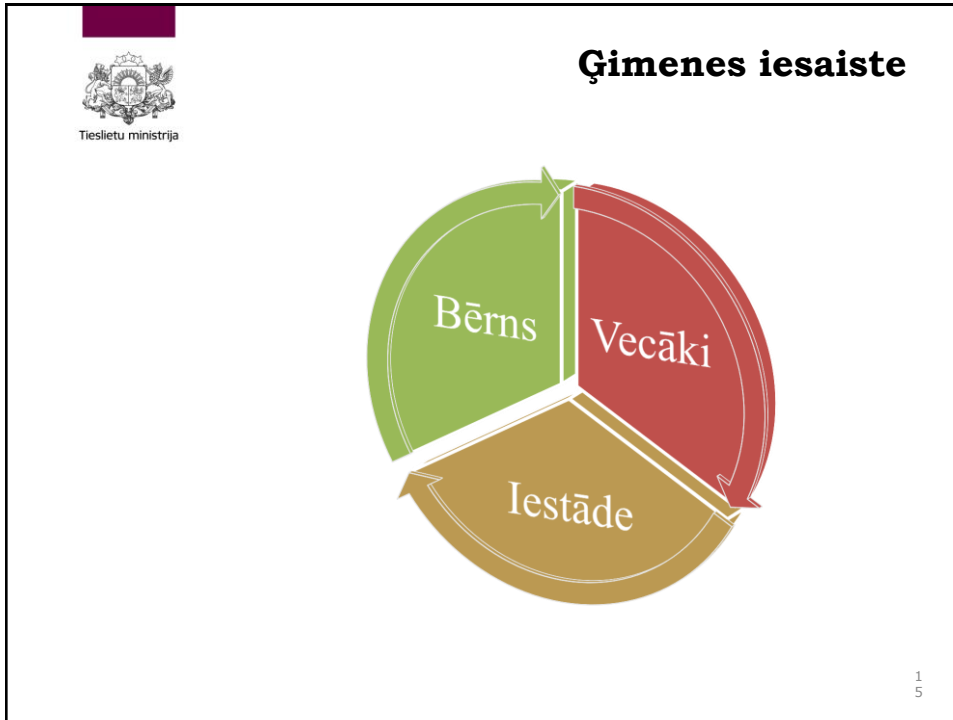 Ģimenes iesaiste
Tieslietu ministrija
Bērns
Vecāki
Iestāde
1
5